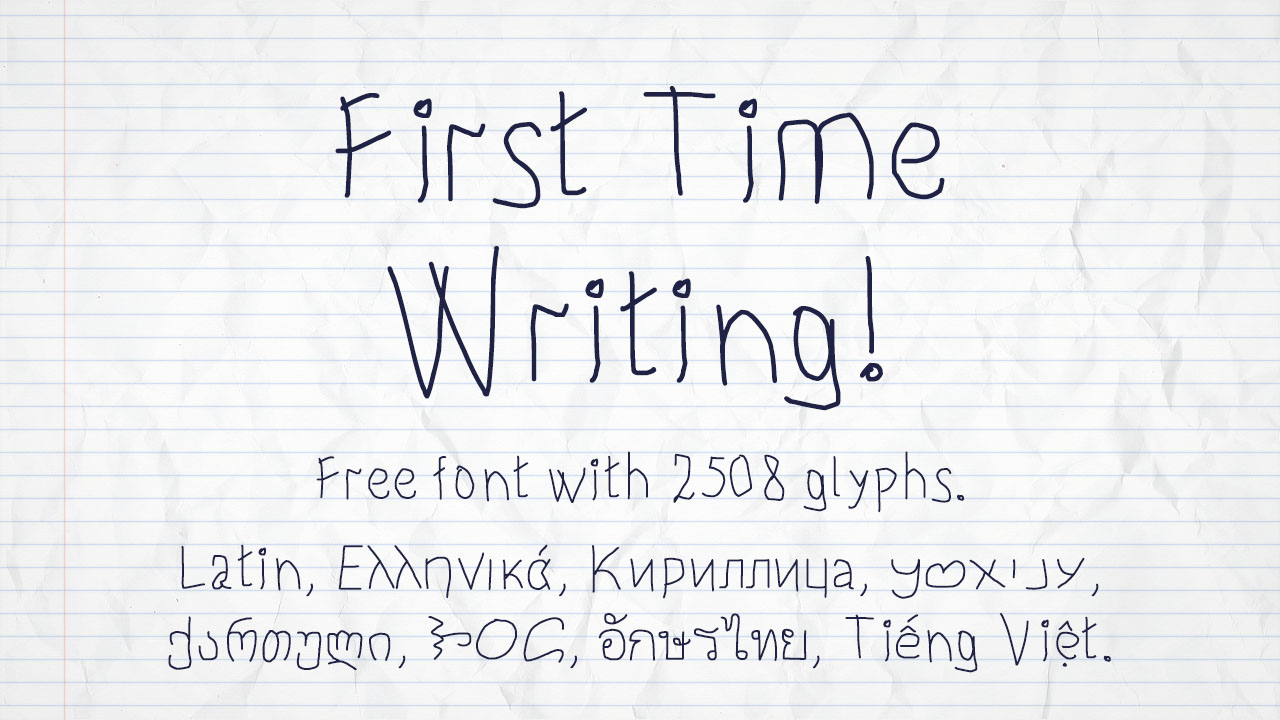 First Time
Writing!
Free font with 2508 glyphs.
Latin, Ελληνικά, Кириллица,
ქართული, อักษรไทย, Tiếng Việt.